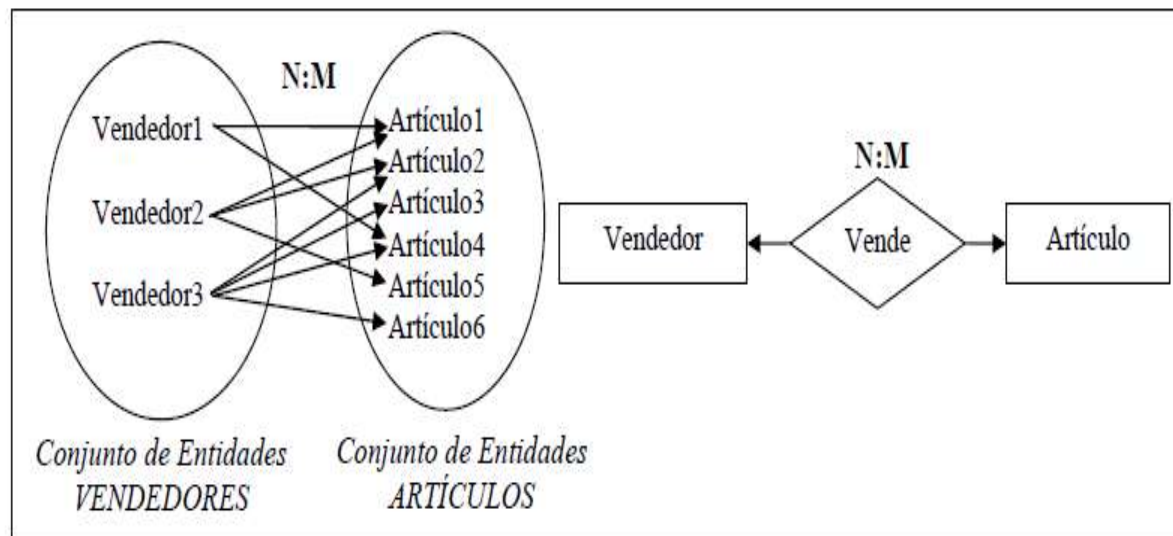 N:M
Vendedor1
Vendedor2
Vendedor3
Artículo1
Artículo2
Artículo3
Artículo4
Artículo5
Artículo6
Conjunto de Entidades
VENDEDORES
Conjunto de Entidades
ARTÍCULOS
N:M
Vendedor
Vende
Artículo